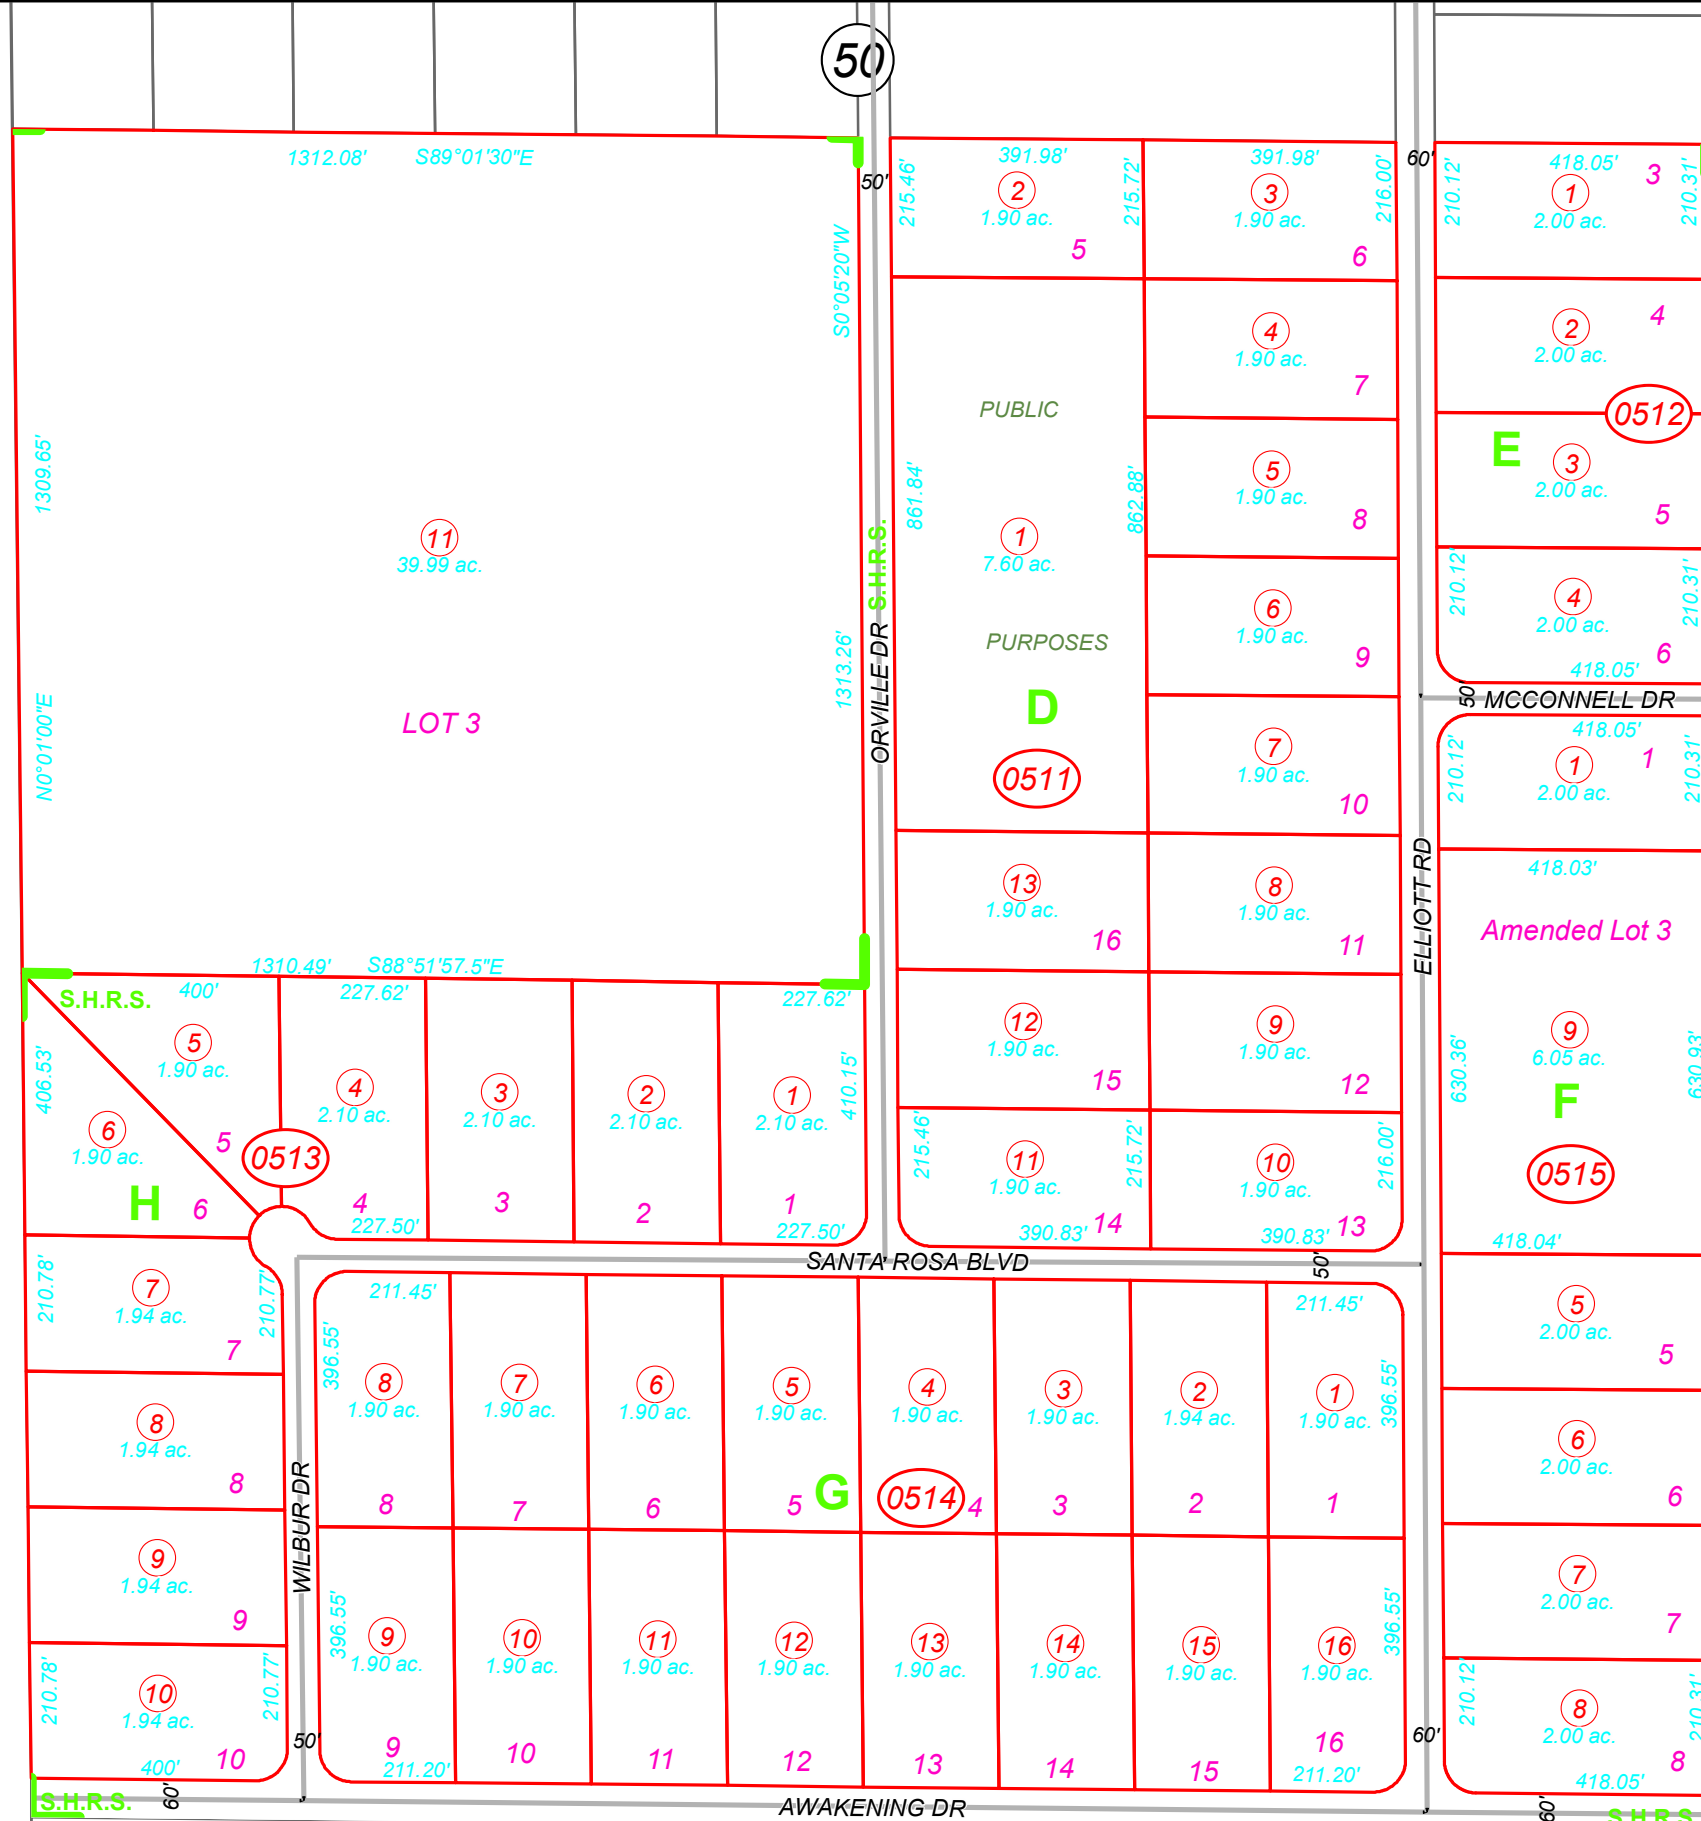 50
1312.08' S89°01'30"E
S0°05'20"W
1309.65'
N0°01'00"E
11
39.99 ac.
LOT 3
1313.26'
1310.49' S88°51'57.5"E
50'
S.H.R.S.
ORVILLE DR
391.98'
215.46'
215.72'
2
1.90 ac.
5
391.98'
216.00'
3
1.90 ac.
6
PUBLIC
861.84'
862.88'
1
7.60 ac.
PURPOSES
D
0511
4
1.90 ac.
7
5
1.90 ac.
8
6
1.90 ac.
9
7
1.90 ac.
10
13
1.90 ac.
16
8
1.90 ac.
11
12
1.90 ac.
15
9
1.90 ac.
12
215.46'
215.72'
11
1.90 ac.
390.83'
14
216.00'
10
1.90 ac.
390.83'
13
60'
ELLIOTT RD
418.05'
3
210.12'
210.31'
1
2.00 ac.
4
2
2.00 ac.
0512
E
3
2.00 ac.
5
210.12'
210.31'
4
2.00 ac.
6
418.05'
50'
MCCONNELL DR
418.05'
210.12'
210.31'
1
1
2.00 ac.
418.03'
Amended Lot 3
9
6.05 ac.
630.36'
630.93'
F
0515
418.04'
5
2.00 ac.
5
6
2.00 ac.
6
7
2.00 ac.
7
210.12'
210.31'
8
2.00 ac.
8
418.05'
S.H.R.S.
400'
5
1.90 ac.
5
406.53'
6
1.90 ac.
H
6
0513
227.62'
4
2.10 ac.
4
227.50'
3
2.10 ac.
3
2
2.10 ac.
2
227.62'
1
2.10 ac.
410.15'
1
227.50'
SANTA ROSA BLVD
50'
210.78'
210.77'
7
1.94 ac.
7
8
1.94 ac.
8
9
1.94 ac.
9
210.78'
210.77'
10
1.94 ac.
400'
10
WILBUR DR
50'
211.45'
396.55'
8
1.90 ac.
8
7
1.90 ac.
7
6
1.90 ac.
6
5
1.90 ac.
5
G
0514
4
1.90 ac.
4
3
1.90 ac.
3
2
1.94 ac.
2
211.45'
1
1.90 ac.
396.55'
1
396.55'
9
1.90 ac.
9
211.20'
10
1.90 ac.
10
11
1.90 ac.
11
12
1.90 ac.
12
13
1.90 ac.
13
14
1.90 ac.
14
15
1.90 ac.
15
16
1.90 ac.
396.55'
16
211.20'
60'
S.H.R.S.
60'
AWAKENING DR
60'
S.H.R.S.